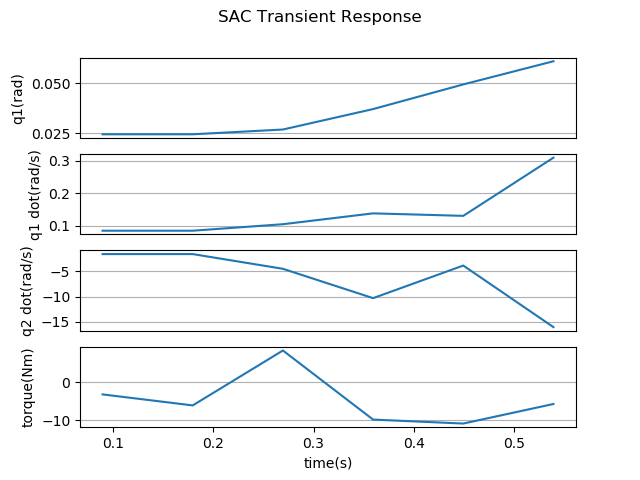 SAC Transient Response
0.050
0.025
q1(rad)
0.3
0.2
0.1
q1 dot(rad/s)
−5
−10
−15
q2 dot(rad/s)
0
−10
torque(Nm)
0.1 0.2 0.3 0.4 0.5
time(s)